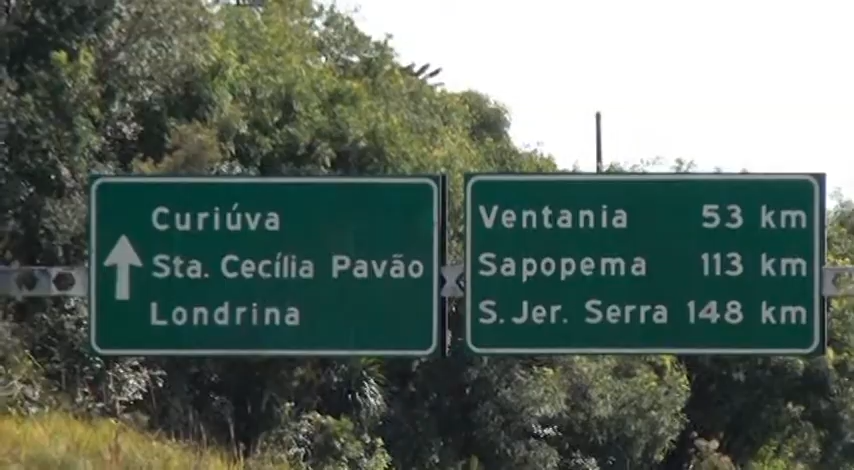 Curiúva
Sta. Cecília Pavão
Londrina
Ventania 53 km
Sapopema 113 km
S. Jer. Serra 148 km